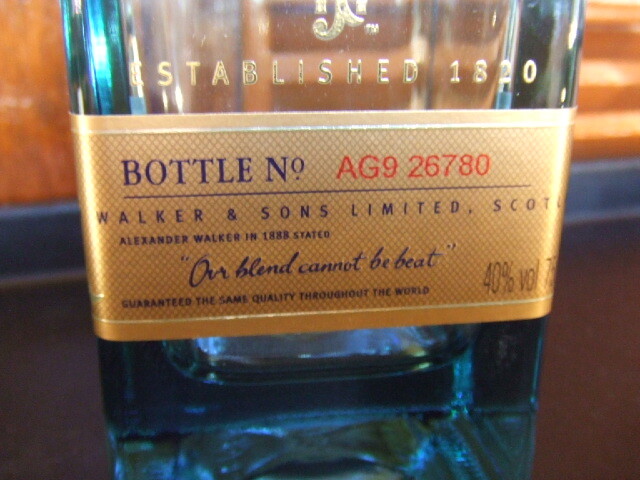 ESTABLISHED 1820
BOTTLE Nº AG9 26780
WALKER & SONS LIMITED,
ALEXANDER WALKER IN 1888 STATED
"Our blend cannot be beat"
40% vol
GUARANTEED THE SAME QUALITY THROUGHOUT THE WORLD